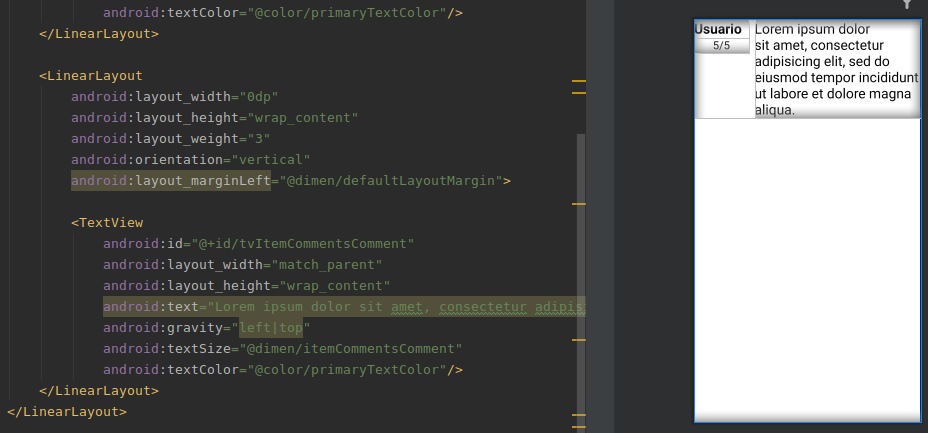 android:textColor="@color/primaryTextColor"/>
</LinearLayout>
<LinearLayout
android:layout_width="0dp"
android:layout_height="wrap_content"
android:layout_weight="3"
android:orientation="vertical"
android:layout_marginLeft="@dimen/defaultLayoutMargin">
<TextView
android:id="@+id/tvItemCommentsComment"
android:layout_width="match_parent"
android:layout_height="wrap_content"
android:text="Lorem ipsum dolor sit amet, consectetur adipis
android:gravity="left|top"
android:textSize="@dimen/itemCommentsComment"
android:textColor="@color/primaryTextColor"/>
</LinearLayout>
</LinearLayout>
Usuario
5/5
Lorem ipsum dolor
sit amet, consectetur
adipisicing elit, sed do
eiusmod tempor incididunt
ut labore et dolore magna
aliqua.